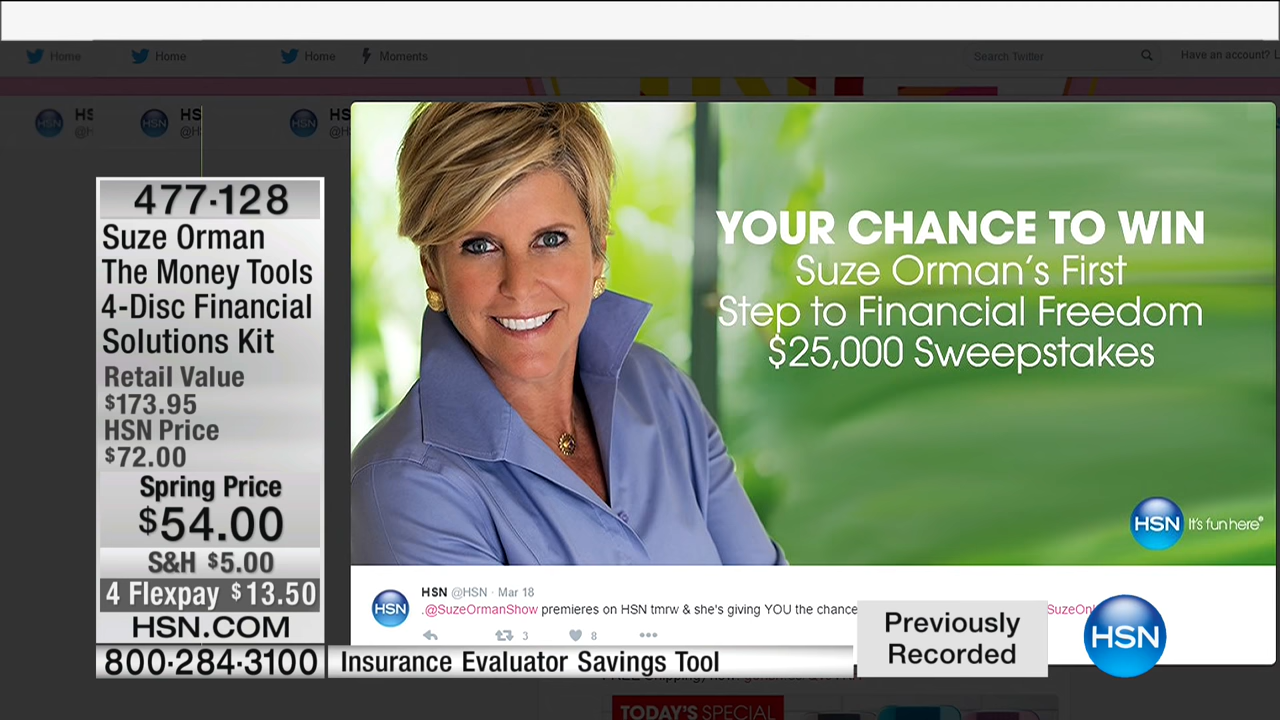 Home
Home
Home
Moments
Search Twitter
Have an account?
HSN
HSN
HSN
477-128
Suze Orman
The Money Tools
4-Disc Financial
Solutions Kit
Retail Value
$173.95
HSN Price
$72.00
Spring Price
$54.00
S&H $5.00
4 Flexpay $13.50
HSN.COM
800-284-3100
YOUR CHANCE TO WIN
Suze Orman's First
Step to Financial Freedom
$25,000 Sweepstakes
HSN It's fun here®
HSN
HSN @HSN · Mar 18
.@SuzeOrmanShow premieres on HSN tmrw & she's giving YOU the chance
3
8
Insurance Evaluator Savings Tool
Previously
Recorded
HSN
TODAY'S SPECIAL